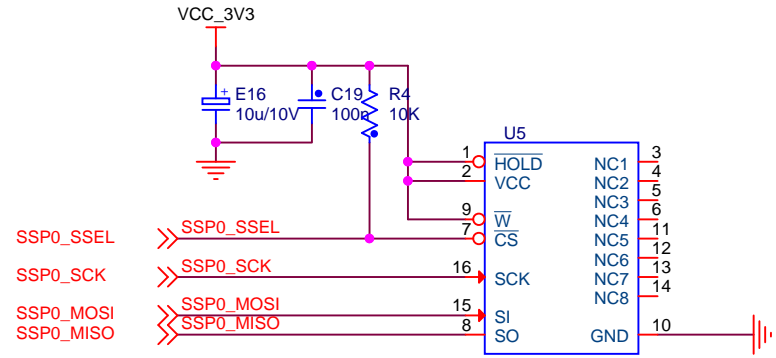 VCC_3V3
+ E16 C19 R4
10u/10V 100n 10K
U5
1 HOLD NC1 3
2 VCC NC2 4
NC3 5
9 W NC4 6
SSP0_SSEL SSP0_SSEL 7 CS NC5 11
NC6 12
SSP0_SCK SSP0_SCK 16 SCK NC7 13
NC8 14
SSP0_MOSI SSP0_MOSI 15 SI
SSP0_MISO SSP0_MISO 8 SO GND 10